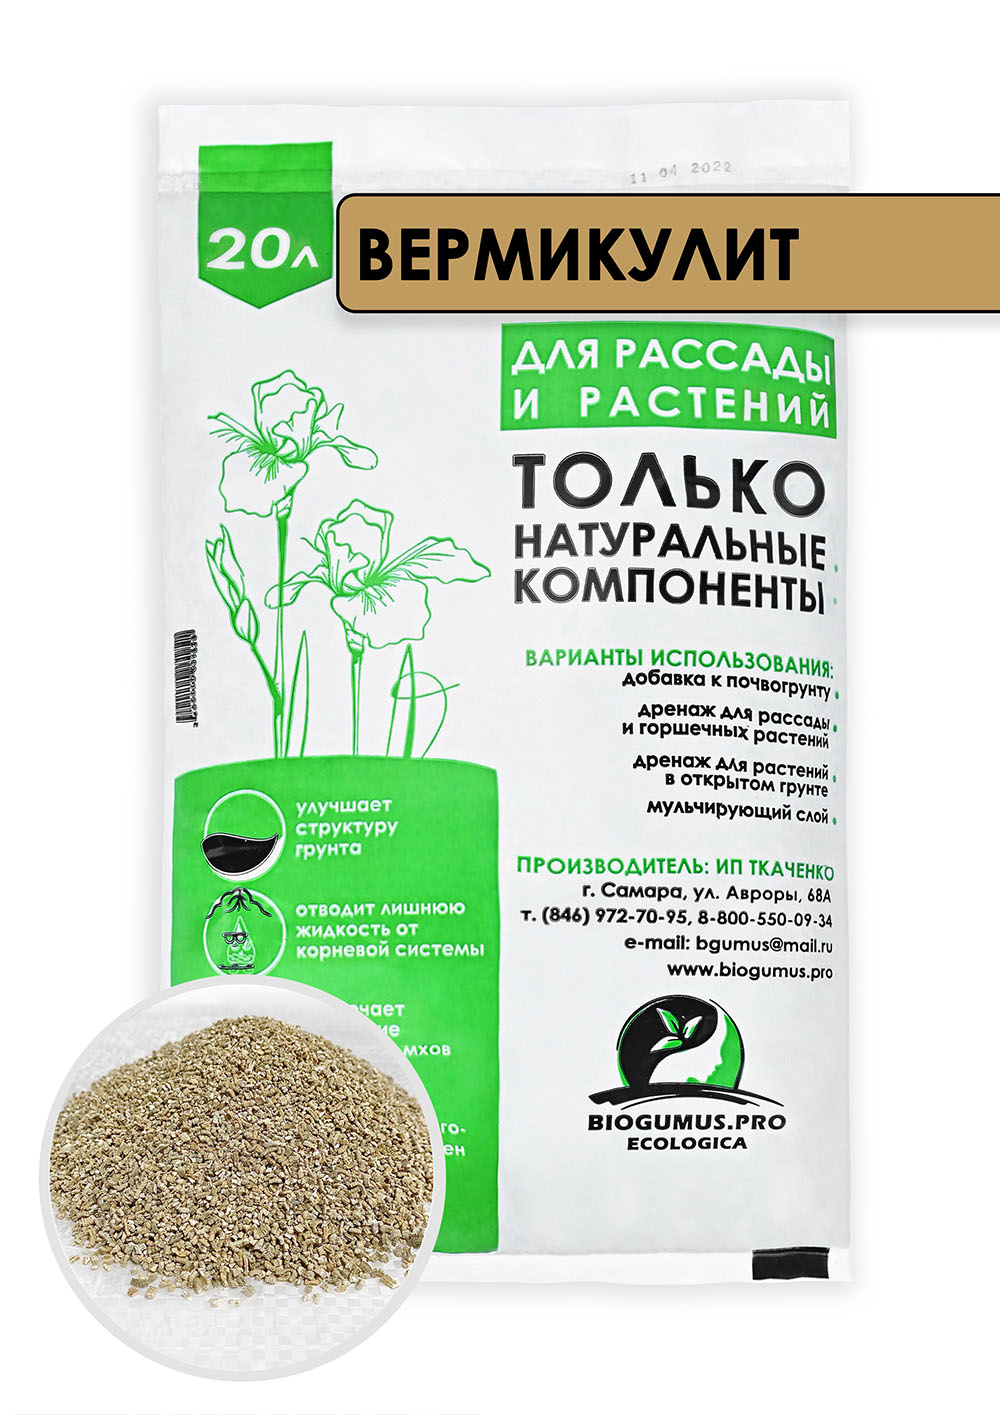 11 04 2022
20л
ВЕРМИКУЛИТ
ДЛЯ РАССАДЫ
И РАСТЕНИЙ
ТОЛЬКО
НАТУРАЛЬНЫЕ
КОМПОНЕНТЫ
ВАРИАНТЫ ИСПОЛЬЗОВАНИЯ:
добавка к почвогрунту
дренаж для рассады
и горшечных растений
дренаж для растений
в открытом грунте
мульчирующий слой
улучшает
структуру
грунта
отводит лишнюю
жидкость от
корневой системы
мхов
ПРОИЗВОДИТЕЛЬ: ИП ТКАЧЕНКО
г. Самара, ул. Авроры, 68А
т. (846) 972-70-95, 8-800-550-09-34
e-mail: bgumus@mail.ru
www.biogumus.pro
BIOGUMUS.PRO
ECOLOGICA